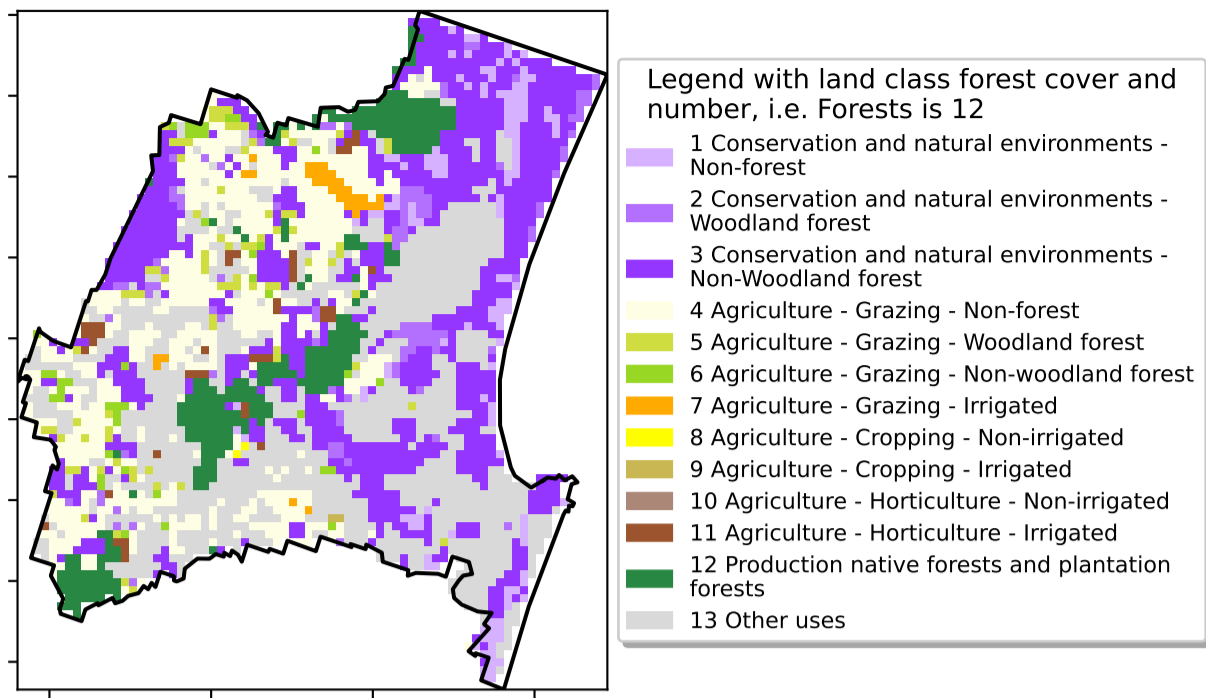 Legend with land class forest cover and
number, i.e. Forests is 12
1 Conservation and natural environments -
Non-forest
2 Conservation and natural environments -
Woodland forest
3 Conservation and natural environments -
Non-Woodland forest
4 Agriculture - Grazing - Non-forest
5 Agriculture - Grazing - Woodland forest
6 Agriculture - Grazing - Non-woodland forest
7 Agriculture - Grazing - Irrigated
8 Agriculture - Cropping - Non-irrigated
9 Agriculture - Cropping - Irrigated
10 Agriculture - Horticulture - Non-irrigated
11 Agriculture - Horticulture - Irrigated
12 Production native forests and plantation
forests
13 Other uses